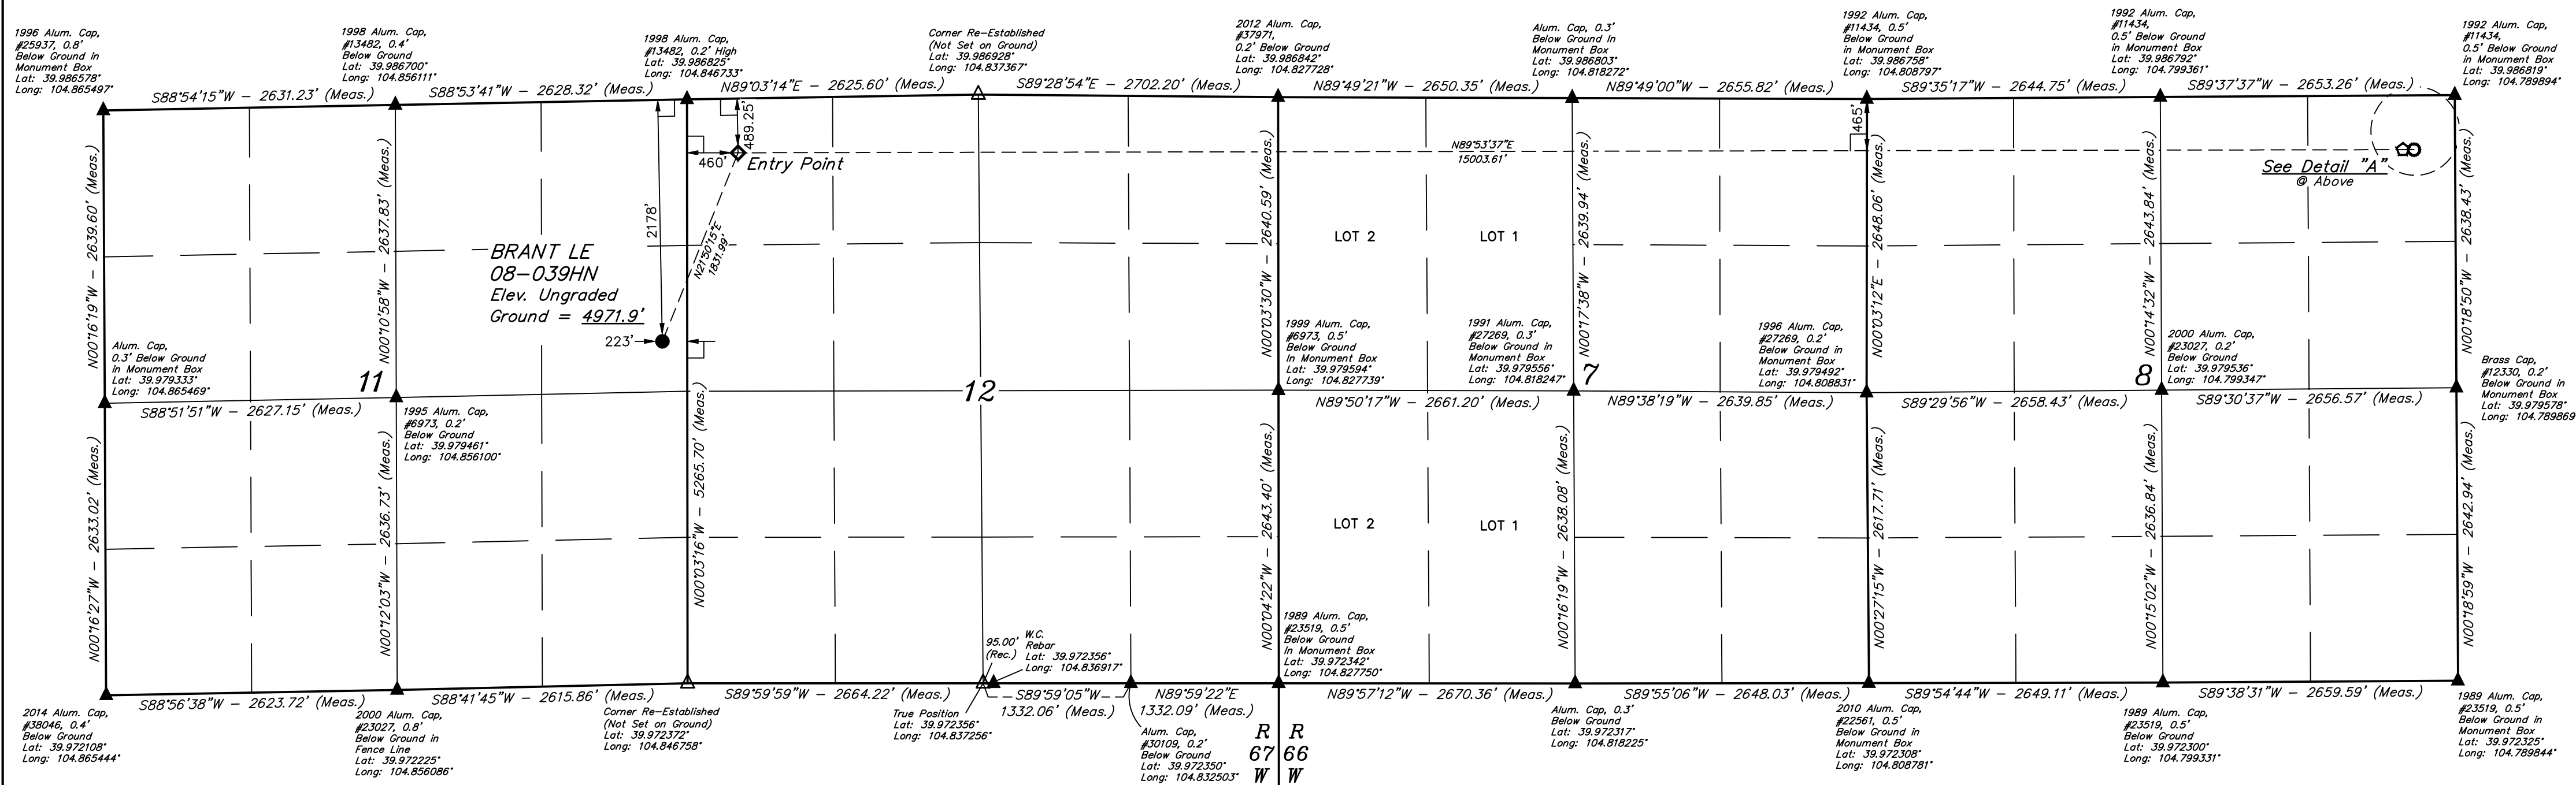 1996 Alum. Cap,
#25937, 0.8'
Below Ground in
Monument Box
Lat: 39.986578°
Long: 104.865497°
1998 Alum. Cap,
#13482, 0.4'
Below Ground
Lat: 39.986700°
Long: 104.856111°
1998 Alum. Cap,
#13482, 0.2' High
Lat: 39.986825°
Long: 104.846733°
Corner Re-Established
(Not Set on Ground)
Lat: 39.986928°
Long: 104.837367°
2012 Alum. Cap,
#37971,
0.2' Below Ground
Lat: 39.986842°
Long: 104.827728°
Alum. Cap, 0.3'
Below Ground In
Monument Box
Lat: 39.986803°
Long: 104.818272°
1992 Alum. Cap,
#11434, 0.5'
Below Ground
in Monument Box
Lat: 39.986758°
Long: 104.808797°
1992 Alum. Cap,
#11434,
0.5' Below Ground
in Monument Box
Lat: 39.986792°
Long: 104.799361°
1992 Alum. Cap,
#11434,
0.5' Below Ground
in Monument Box
Lat: 39.986819°
Long: 104.789894°
S88°54'15"W - 2631.23' (Meas.)
S88°53'41"W - 2628.32' (Meas.)
N89°03'14"E - 2625.60' (Meas.)
S89°28'54"E - 2702.20' (Meas.)
N89°49'21"W - 2650.35' (Meas.)
N89°49'00"W - 2655.82' (Meas.)
S89°35'17"W - 2644.75' (Meas.)
S89°37'37"W - 2653.26' (Meas.)
N00°16'19"W - 2639.60' (Meas.)
N00°10'58"W - 2637.83' (Meas.)
2178'
489.25'
460'
Entry Point
N21°50'15"E
1831.99'
N89°53'37"E
15003.61'
465'
See Detail "A"
@ Above
BRANT LE
08-039HN
Elev. Ungraded
Ground = 4971.9'
223'
N00°03'30"W - 2640.59' (Meas.)
LOT 2
LOT 1
N00°17'38"W - 2639.94' (Meas.)
N00°03'12"E - 2648.06' (Meas.)
N00°14'32"W - 2643.84' (Meas.)
N00°18'50"W - 2638.43' (Meas.)
Alum. Cap,
0.3' Below Ground
in Monument Box
Lat: 39.979333°
Long: 104.865469°
11
12
7
8
1999 Alum. Cap,
#6973, 0.5'
Below Ground
In Monument Box
Lat: 39.979594°
Long: 104.827739°
1991 Alum. Cap,
#27269, 0.3'
Below Ground in
Monument Box
Lat: 39.979556°
Long: 104.818247°
1996 Alum. Cap,
#27269, 0.2'
Below Ground in
Monument Box
Lat: 39.979492°
Long: 104.808831°
2000 Alum. Cap,
#23027, 0.2'
Below Ground
Lat: 39.979536°
Long: 104.799347°
Brass Cap,
#12330, 0.2'
Below Ground in
Monument Box
Lat: 39.979578°
Long: 104.789869°
S88°51'51"W - 2627.15' (Meas.)
1995 Alum. Cap,
#6973, 0.2'
Below Ground
Lat: 39.979461°
Long: 104.856100°
N89°50'17"W - 2661.20' (Meas.)
N89°38'19"W - 2639.85' (Meas.)
S89°29'56"W - 2658.43' (Meas.)
S89°30'37"W - 2656.57' (Meas.)
N00°16'27"W - 2633.02' (Meas.)
N00°12'03"W - 2636.73' (Meas.)
N00°03'16"W - 5265.70' (Meas.)
N00°04'22"W - 2643.40' (Meas.)
LOT 2
LOT 1
N00°16'19"W - 2638.08' (Meas.)
N00°27'15"W - 2617.71' (Meas.)
N00°15'02"W - 2636.84' (Meas.)
N00°18'59"W - 2642.94' (Meas.)
95.00'
(Rec.)
W.C.
Rebar
Lat: 39.972356°
Long: 104.836917°
1989 Alum. Cap,
#23519, 0.5'
Below Ground
In Monument Box
Lat: 39.972342°
Long: 104.827750°
S88°56'38"W - 2623.72' (Meas.)
S88°41'45"W - 2615.86' (Meas.)
S89°59'59"W - 2664.22' (Meas.)
S89°59'05"W
1332.06' (Meas.)
N89°59'22"E
1332.09' (Meas.)
N89°57'12"W - 2670.36' (Meas.)
S89°55'06"W - 2648.03' (Meas.)
S89°54'44"W - 2649.11' (Meas.)
S89°38'31"W - 2659.59' (Meas.)
2014 Alum. Cap,
#38046, 0.4'
Below Ground
Lat: 39.972108°
Long: 104.865444°
2000 Alum. Cap,
#23027, 0.8'
Below Ground in
Fence Line
Lat: 39.972225°
Long: 104.856086°
Corner Re-Established
(Not Set on Ground)
Lat: 39.972372°
Long: 104.846758°
True Position
Lat: 39.972356°
Long: 104.837256°
Alum. Cap,
#30109, 0.2'
Below Ground
Lat: 39.972350°
Long: 104.832503°
R R
67 66
W W
Alum. Cap, 0.3'
Below Ground
Lat: 39.972317°
Long: 104.818225°
2010 Alum. Cap,
#22561, 0.5'
Below Ground in
Monument Box
Lat: 39.972308°
Long: 104.808781°
1989 Alum. Cap,
#23519, 0.5'
Below Ground
Lat: 39.972300°
Long: 104.799331°
1989 Alum. Cap,
#23519, 0.5'
Below Ground in
Monument Box
Lat: 39.972325°
Long: 104.789844°